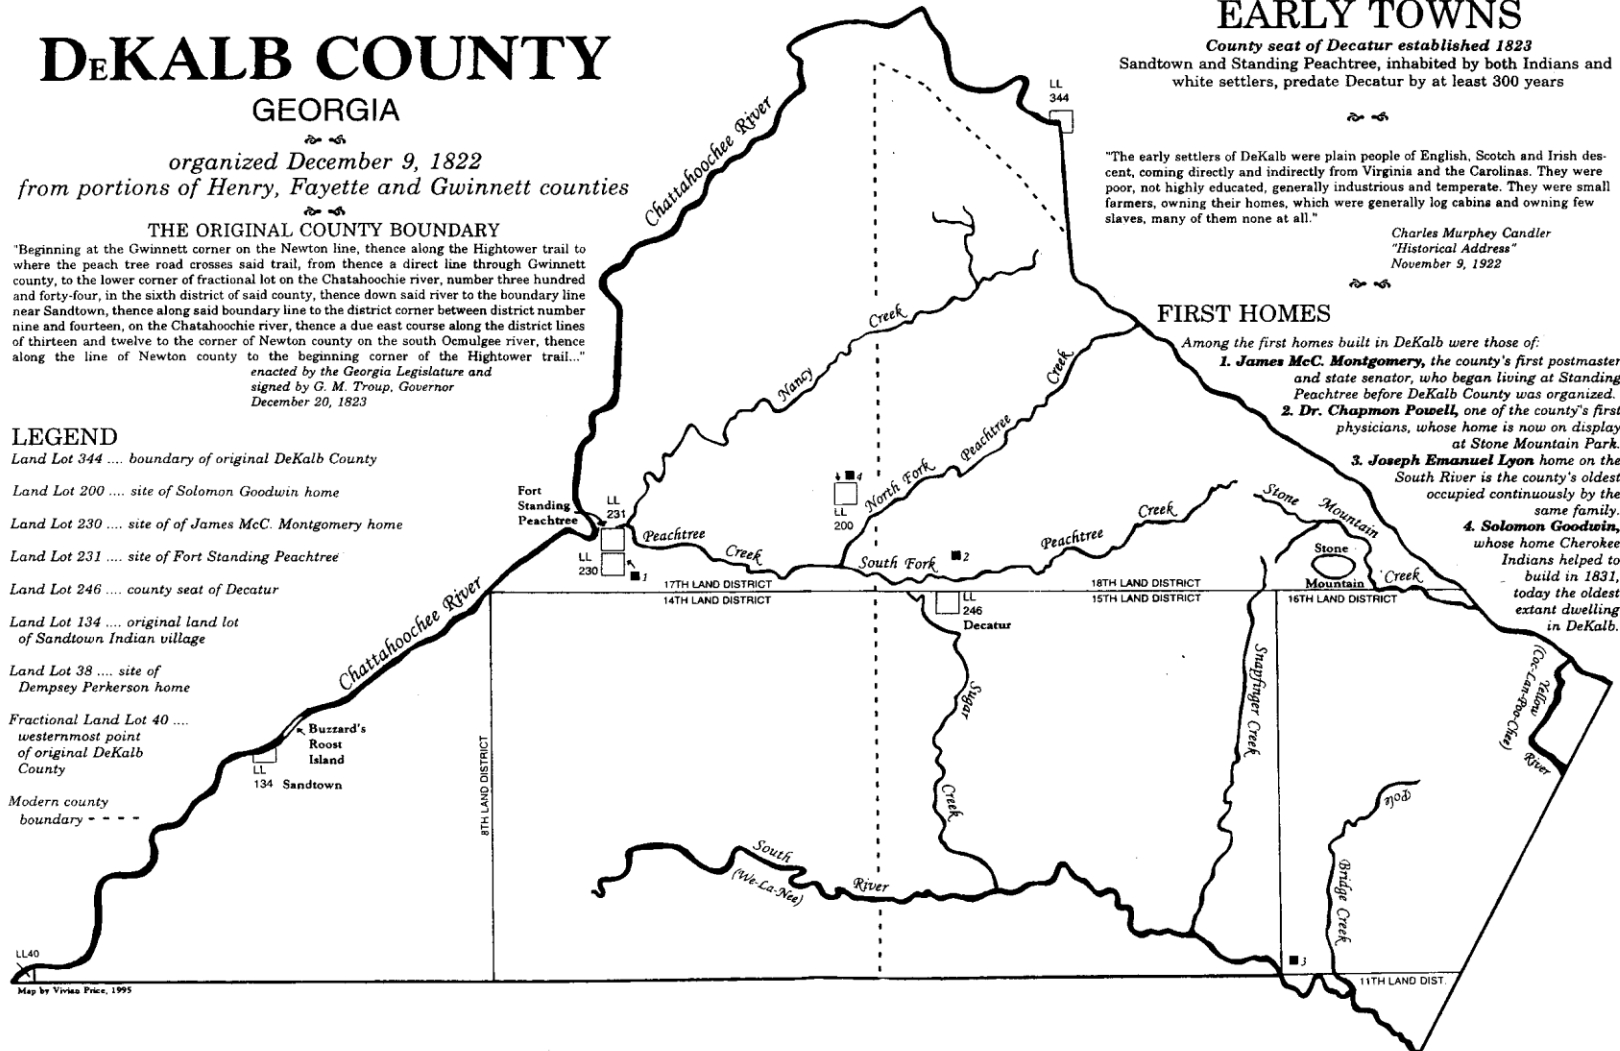 DEKALB COUNTY
GEORGIA
organized December 9, 1822
from portions of Henry, Fayette and Gwinnett counties
THE ORIGINAL COUNTY BOUNDARY
"Beginning at the Gwinnett corner on the Newton line, thence along the Hightower trail to
where the peach tree road crosses said trail, from thence a direct line through Gwinnett
county, to the lower corner of fractional lot on the Chatahoochie river, number three hundred
and forty-four, in the sixth district of said county, thence down said river to the boundary line
near Sandtown, thence along said boundary line to the district corner between district number
nine and fourteen, on the Chatahoochie river, thence a due east course along the district lines
of thirteen and twelve to the corner of Newton county on the south Ocmulgee river, thence
along the line of Newton county to the beginning corner of the Hightower trail..."
enacted by the Georgia Legislature and
signed by G. M. Troup, Governor
December 20, 1823
LEGEND
Land Lot 344 .... boundary of original DeKalb County
Land Lot 200 .... site of Solomon Goodwin home
Land Lot 230 .... site of of James McC. Montgomery home
Land Lot 231 .... site of Fort Standing Peachtree
Land Lot 246 .... county seat of Decatur
Land Lot 134 .... original land lot
of Sandtown Indian village
Land Lot 38 .... site of
Dempsey Perkerson home
Fractional Land Lot 40 ....
westernmost point
of original DeKalb
County
Modern county
boundary - - - -
EARLY TOWNS
County seat of Decatur established 1823
Sandtown and Standing Peachtree, inhabited by both Indians and
white settlers, predate Decatur by at least 300 years
"The early settlers of DeKalb were plain people of English, Scotch and Irish des-
cent, coming directly and indirectly from Virginia and the Carolinas. They were
poor, not highly educated, generally industrious and temperate. They were small
farmers, owning their homes, which were generally log cabins and owning few
slaves, many of them none at all."
Charles Murphey Candler
"Historical Address"
November 9, 1922
FIRST HOMES
Among the first homes built in DeKalb were those of:
1. James McC. Montgomery, the county's first postmaster
and state senator, who began living at Standing
Peachtree before DeKalb County was organized.
2. Dr. Chapmon Powell, one of the county's first
physicians, whose home is now on display
at Stone Mountain Park.
3. Joseph Emanuel Lyon home on the
South River is the county's oldest
occupied continuously by the
same family.
4. Solomon Goodwin,
whose home Cherokee
Indians helped to
build in 1831,
today the oldest
extant dwelling
in DeKalb.
Chattahoochee River
LL
344
Nancy Creek
North Fork Peachtree Creek
4
LL
200
Fort
Standing
Peachtree
LL
231
LL
230
1
Peachtree Creek
South Fork Peachtree Creek
2
Stone Mountain Creek
Stone
Mountain
17TH LAND DISTRICT
14TH LAND DISTRICT
18TH LAND DISTRICT
15TH LAND DISTRICT
16TH LAND DISTRICT
LL
246
Decatur
Chattahoochee River
Buzzard's
Roost
Island
LL
134 Sandtown
8TH LAND DISTRICT
Sugar Creek
Snapfinger Creek
Yellow River
(Coc-Lan-Poo-Chee)
Pole Bridge Creek
South River
(We-La-Nee)
3
11TH LAND DIST.
LL40
Map by Vivian Price, 1995